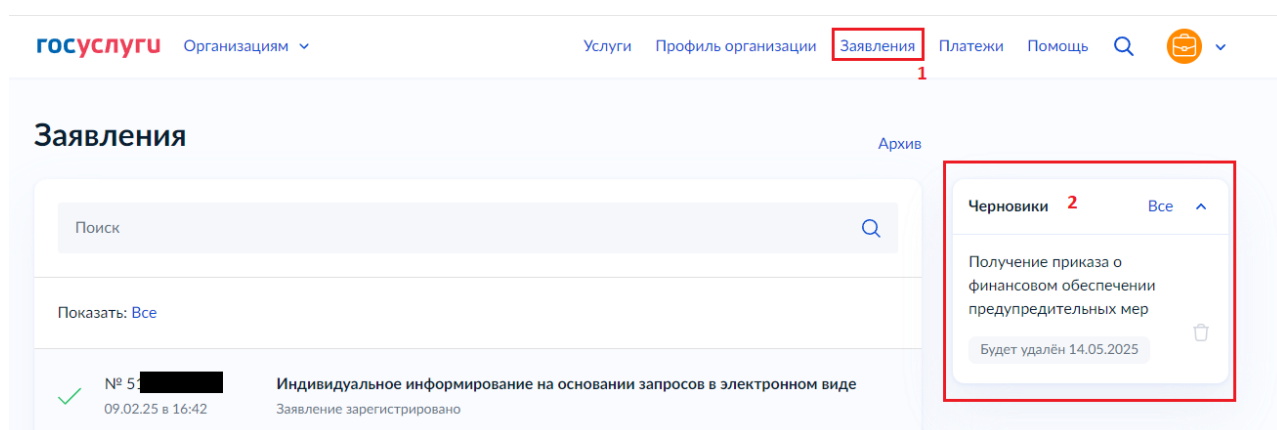 госуслуги Организациям Услуги Профиль организации Заявления Платежи Помощь
1
Заявления
Архив
Поиск
Показать: Все
№ 51
09.02.25 в 16:42
Индивидуальное информирование на основании запросов в электронном виде
Заявление зарегистрировано
Черновики 2 Все
Получение приказа о
финансовом обеспечении
предупредительных мер
Будет удалён 14.05.2025